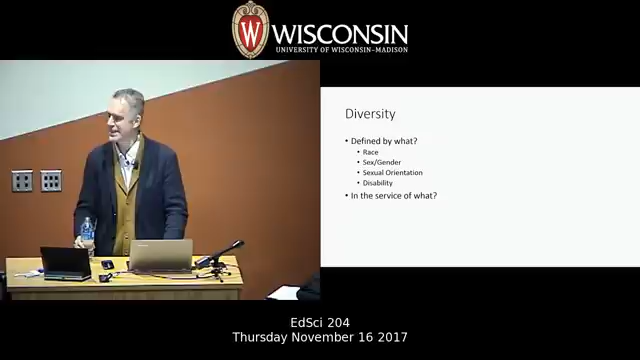 WISCONSIN
UNIVERSITY OF WISCONSIN–MADISON
Diversity
• Defined by what?
• Race
• Sex/Gender
• Sexual Orientation
• Disability
• In the service of what?
EdSci 204
Thursday November 16 2017